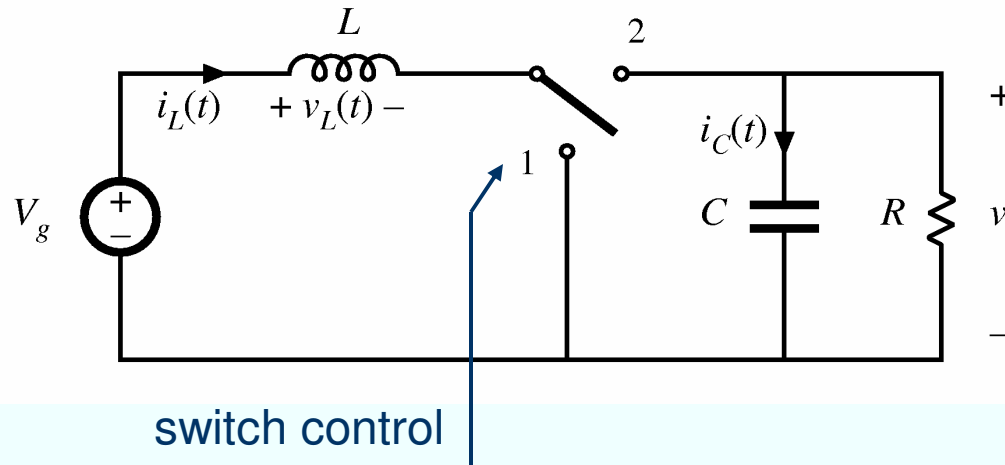 L
2
i_L(t)
+ v_L(t) –
i_C(t)
+
1
V_g
+
–
C
R
v
–
switch control